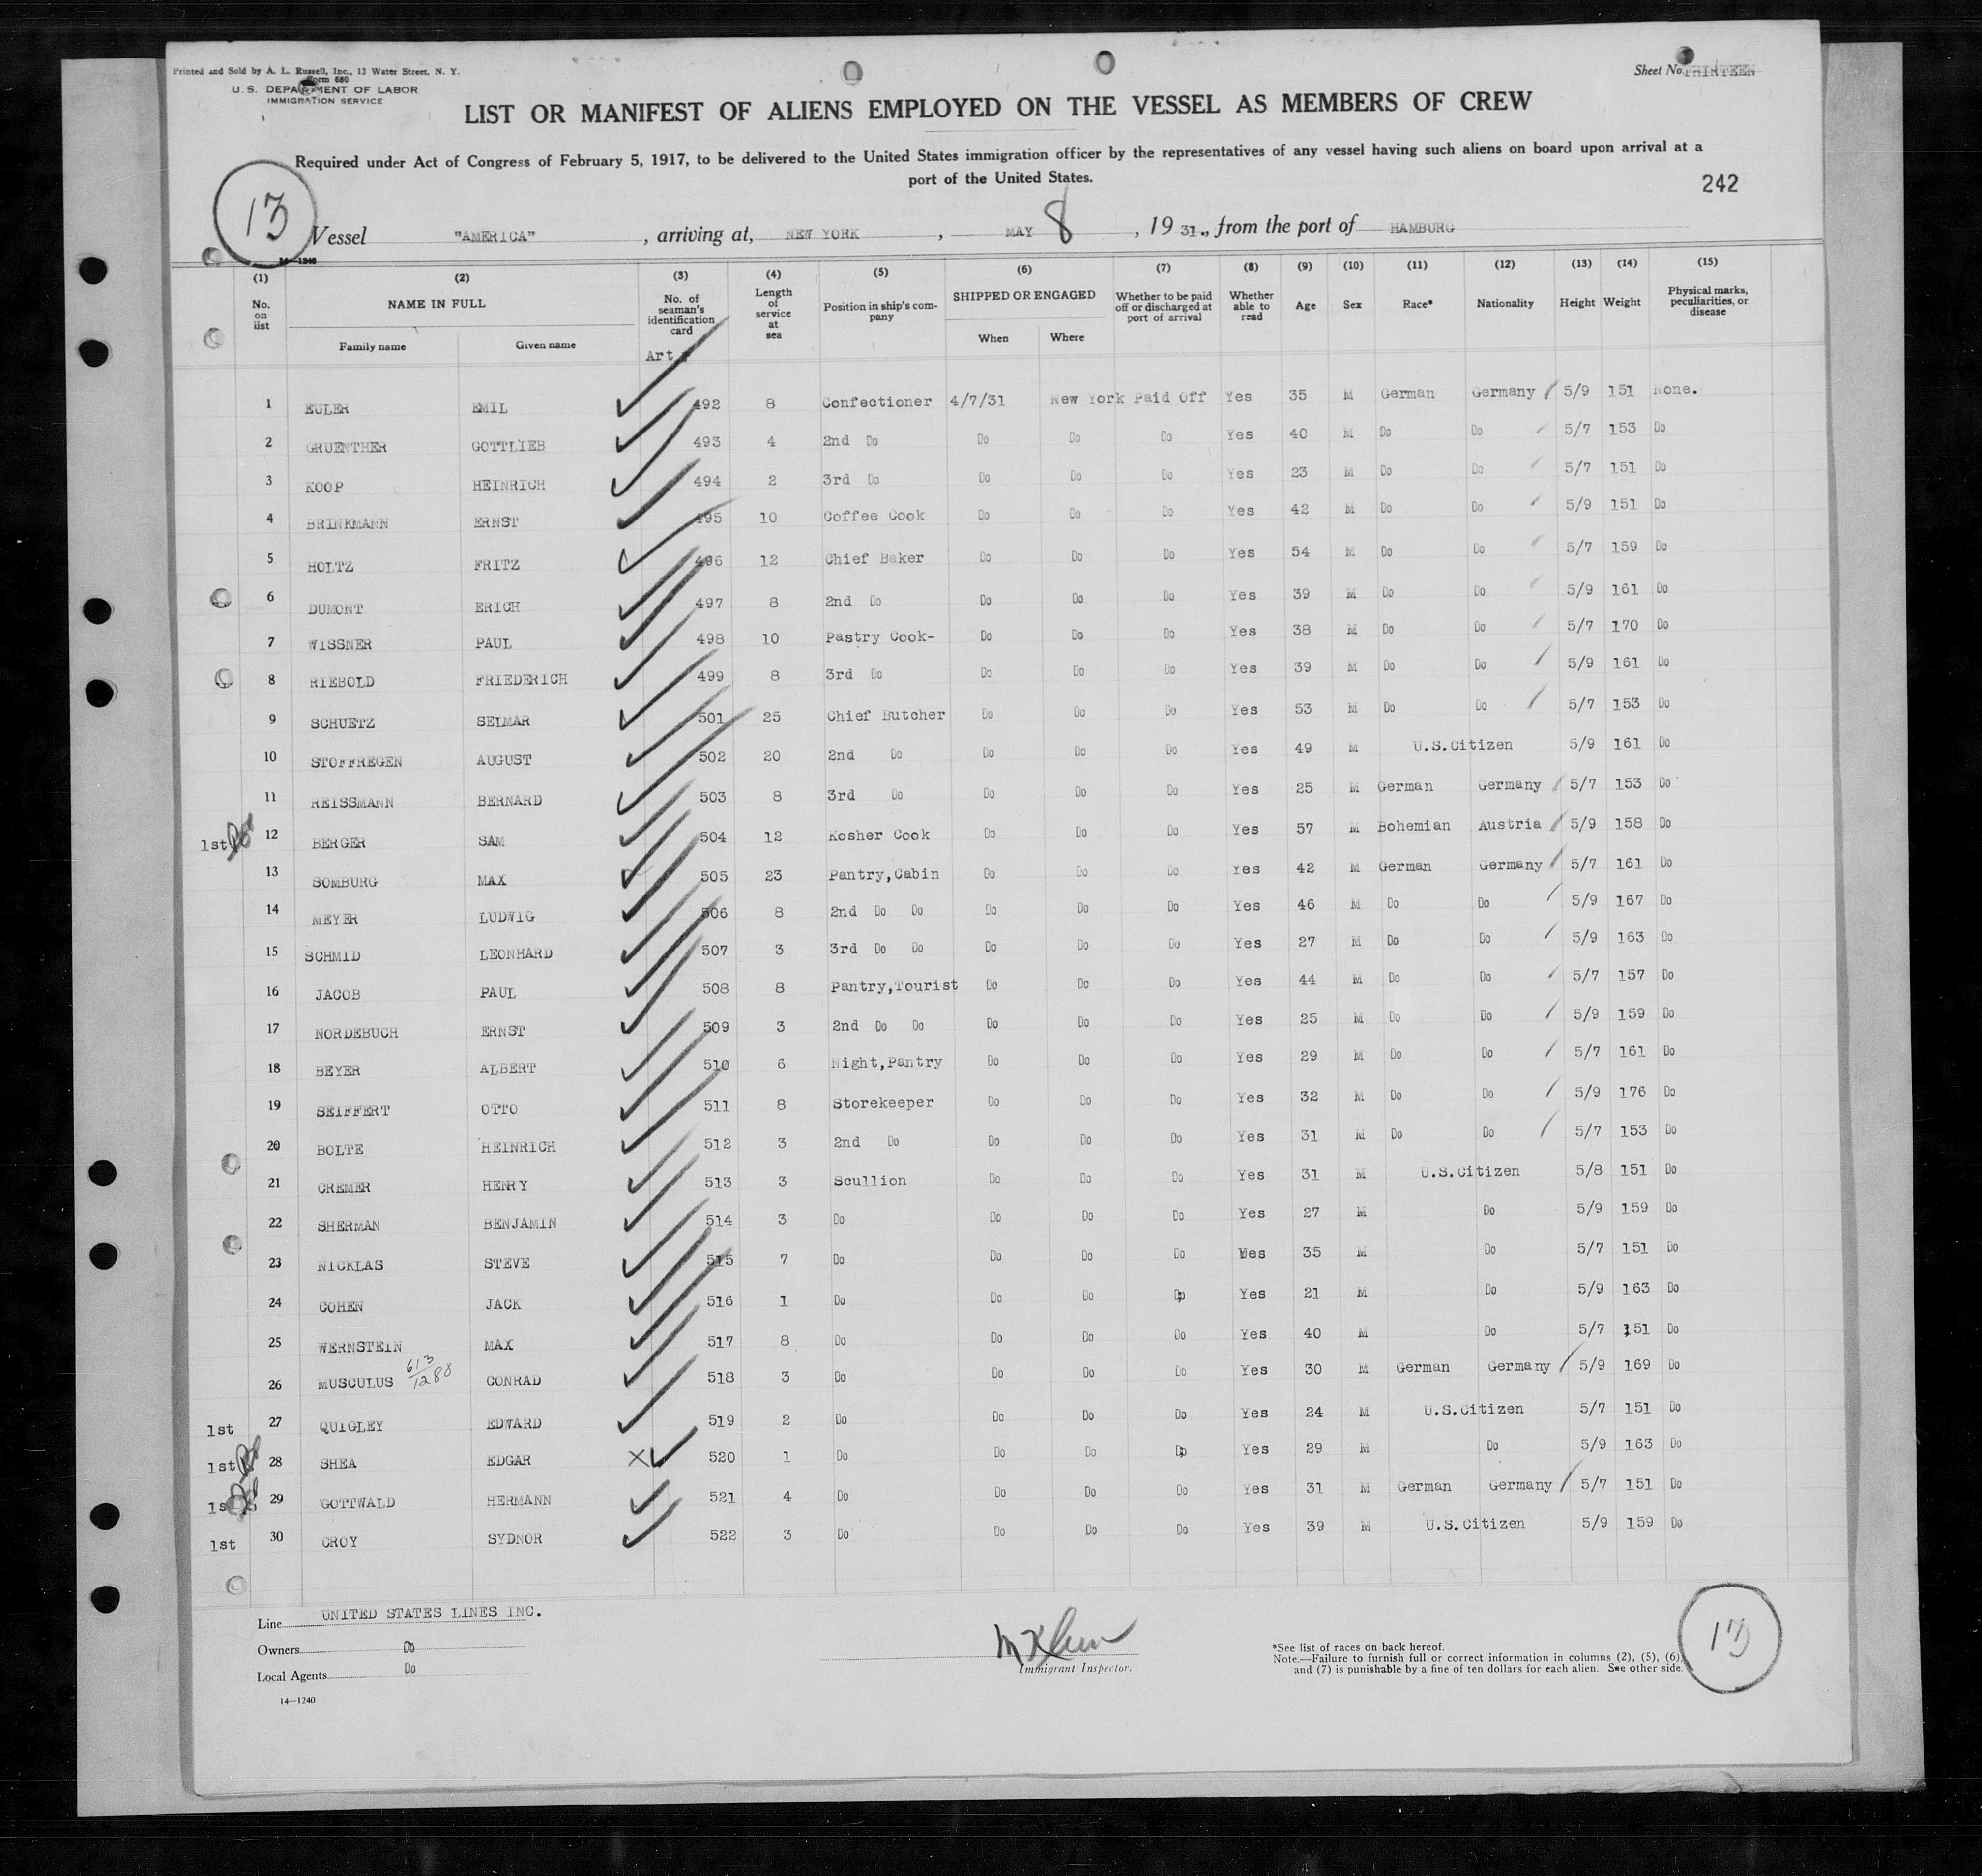 Printed and Sold by A. L. Russell, Inc., 13 Water Street, N. Y.
Form 680
U.S. DEPARTMENT OF LABOR
IMMIGRATION SERVICE
Sheet No. THIRTEEN
LIST OR MANIFEST OF ALIENS EMPLOYED ON THE VESSEL AS MEMBERS OF CREW
Required under Act of Congress of February 5, 1917, to be delivered to the United States immigration officer by the representatives of any vessel having such aliens on board upon arrival at a
port of the United States.
242
13
Vessel "AMERICA", arriving at, NEW YORK, MAY 8, 19 31., from the port of HAMBURG
14—1240
(1) (2) (3) (4) (5) (6) (7) (8) (9) (10) (11) (12) (13) (14) (15)
No. on list NAME IN FULL Family name Given name No. of seaman's identification card Length of service at sea Position in ship's company SHIPPED OR ENGAGED When Where Whether to be paid off or discharged at port of arrival Whether able to read Age Sex Race* Nationality Height Weight Physical marks, peculiarities, or disease
Art #
1 EULER EMIL 492 8 Confectioner 4/7/31 New York Paid Off Yes 35 M German Germany 5/9 151 None.
2 GRUENTHER GOTTLIEB 493 4 2nd Do Do Do Do Yes 40 M Do Do 5/7 153 Do
3 KOOP HEINRICH 494 2 3rd Do Do Do Do Yes 23 M Do Do 5/7 151 Do
4 BRINKMANN ERNST 495 10 Coffee Cook Do Do Do Yes 42 M Do Do 5/9 151 Do
5 HOLTZ FRITZ 496 12 Chief Baker Do Do Do Yes 54 M Do Do 5/7 159 Do
6 DUMONT ERICH 497 8 2nd Do Do Do Do Yes 39 M Do Do 5/9 161 Do
7 WISSNER PAUL 498 10 Pastry Cook- Do Do Do Yes 38 M Do Do 5/7 170 Do
8 RIEBOLD FRIEDERICH 499 8 3rd Do Do Do Do Yes 39 M Do Do 5/9 161 Do
9 SCHUETZ SELMAR 501 25 Chief Butcher Do Do Do Yes 53 M Do Do 5/7 153 Do
10 STOFFREGEN AUGUST 502 20 2nd Do Do Do Do Yes 49 M U.S.Citizen 5/9 161 Do
11 REISSMANN BERNARD 503 8 3rd Do Do Do Do Yes 25 M German Germany 5/7 153 Do
1st 12 BERGER SAM 504 12 Kosher Cook Do Do Do Yes 57 M Bohemian Austria 5/9 158 Do
13 SOMBURG MAX 505 23 Pantry,Cabin Do Do Do Yes 42 M German Germany 5/7 161 Do
14 MEYER LUDWIG 506 8 2nd Do Do Do Do Do Yes 46 M Do Do 5/9 167 Do
15 SCHMID LEONHARD 507 3 3rd Do Do Do Do Do Yes 27 M Do Do 5/9 163 Do
16 JACOB PAUL 508 8 Pantry,Tourist Do Do Do Yes 44 M Do Do 5/7 157 Do
17 NORDEBUCH ERNST 509 3 2nd Do Do Do Do Do Yes 25 M Do Do 5/9 159 Do
18 BEYER ALBERT 510 6 Night,Pantry Do Do Do Yes 29 M Do Do 5/7 161 Do
19 SEIFFERT OTTO 511 8 Storekeeper Do Do Do Yes 32 M Do Do 5/9 176 Do
20 BOLTE HEINRICH 512 3 2nd Do Do Do Do Yes 31 M Do Do 5/7 153 Do
21 CREMER HENRY 513 3 Scullion Do Do Do Yes 31 M U.S.Citizen 5/8 151 Do
22 SHERMAN BENJAMIN 514 3 Do Do Do Do Yes 27 M Do 5/9 159 Do
23 NICKLAS STEVE 515 7 Do Do Do Do Yes 35 M Do 5/7 151 Do
24 COHEN JACK 516 1 Do Do Do Do Yes 21 M Do 5/9 163 Do
25 WERNSTEIN MAX 517 8 Do Do Do Do Yes 40 M Do 5/7 151 Do
26 MUSCULUS 613/1280 CONRAD 518 3 Do Do Do Do Yes 30 M German Germany 5/9 169 Do
1st 27 QUIGLEY EDWARD 519 2 Do Do Do Do Yes 24 M U.S.Citizen 5/7 151 Do
1st 28 SHEA EDGAR X 520 1 Do Do Do Do Yes 29 M Do 5/9 163 Do
1st 29 GOTTWALD HERMANN 521 4 Do Do Do Do Yes 31 M German Germany 5/7 151 Do
1st 30 CROY SYDNOR 522 3 Do Do Do Do Yes 39 M U.S.Citizen 5/9 159 Do
Line UNITED STATES LINES INC.
Owners Do
Local Agents Do
14—1240
Immigrant Inspector.
*See list of races on back hereof.
Note.—Failure to furnish full or correct information in columns (2), (5), (6)
and (7) is punishable by a fine of ten dollars for each alien. See other side.
13